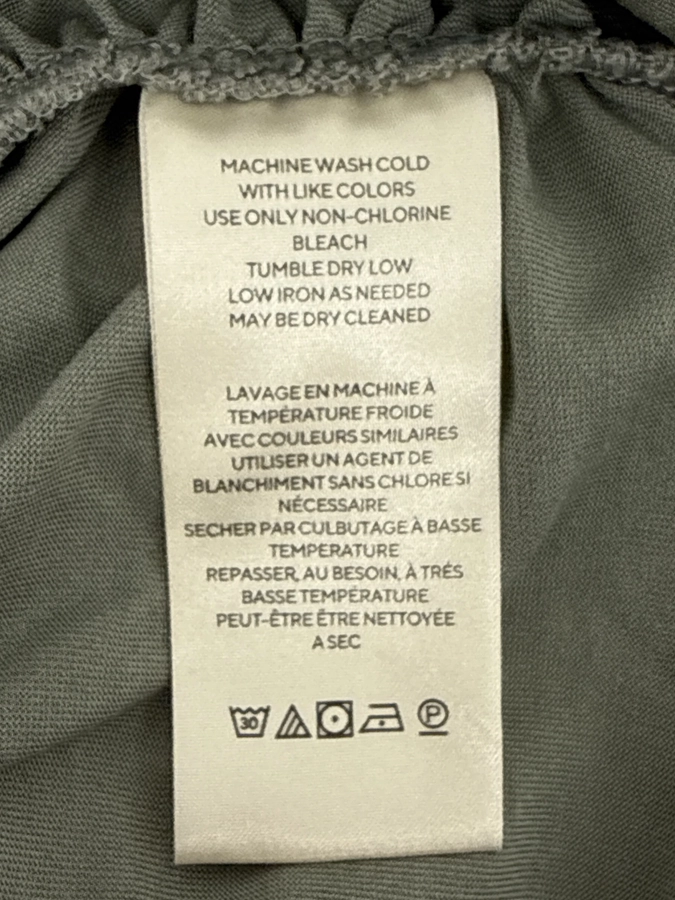 MACHINE WASH COLD
WITH LIKE COLORS
USE ONLY NON-CHLORINE
BLEACH
TUMBLE DRY LOW
LOW IRON AS NEEDED
MAY BE DRY CLEANED
LAVAGE EN MACHINE À
TEMPÉRATURE FROIDE
AVEC COULEURS SIMILAIRES
UTILISER UN AGENT DE
BLANCHIMENT SANS CHLORE SI
NÉCESSAIRE
SECHER PAR CULBUTAGE À BASSE
TEMPERATURE
REPASSER, AU BESOIN, À TRÉS
BASSE TEMPÉRATURE
PEUT-ÊTRE ÊTRE NETTOYÉE
A SEC
30 P